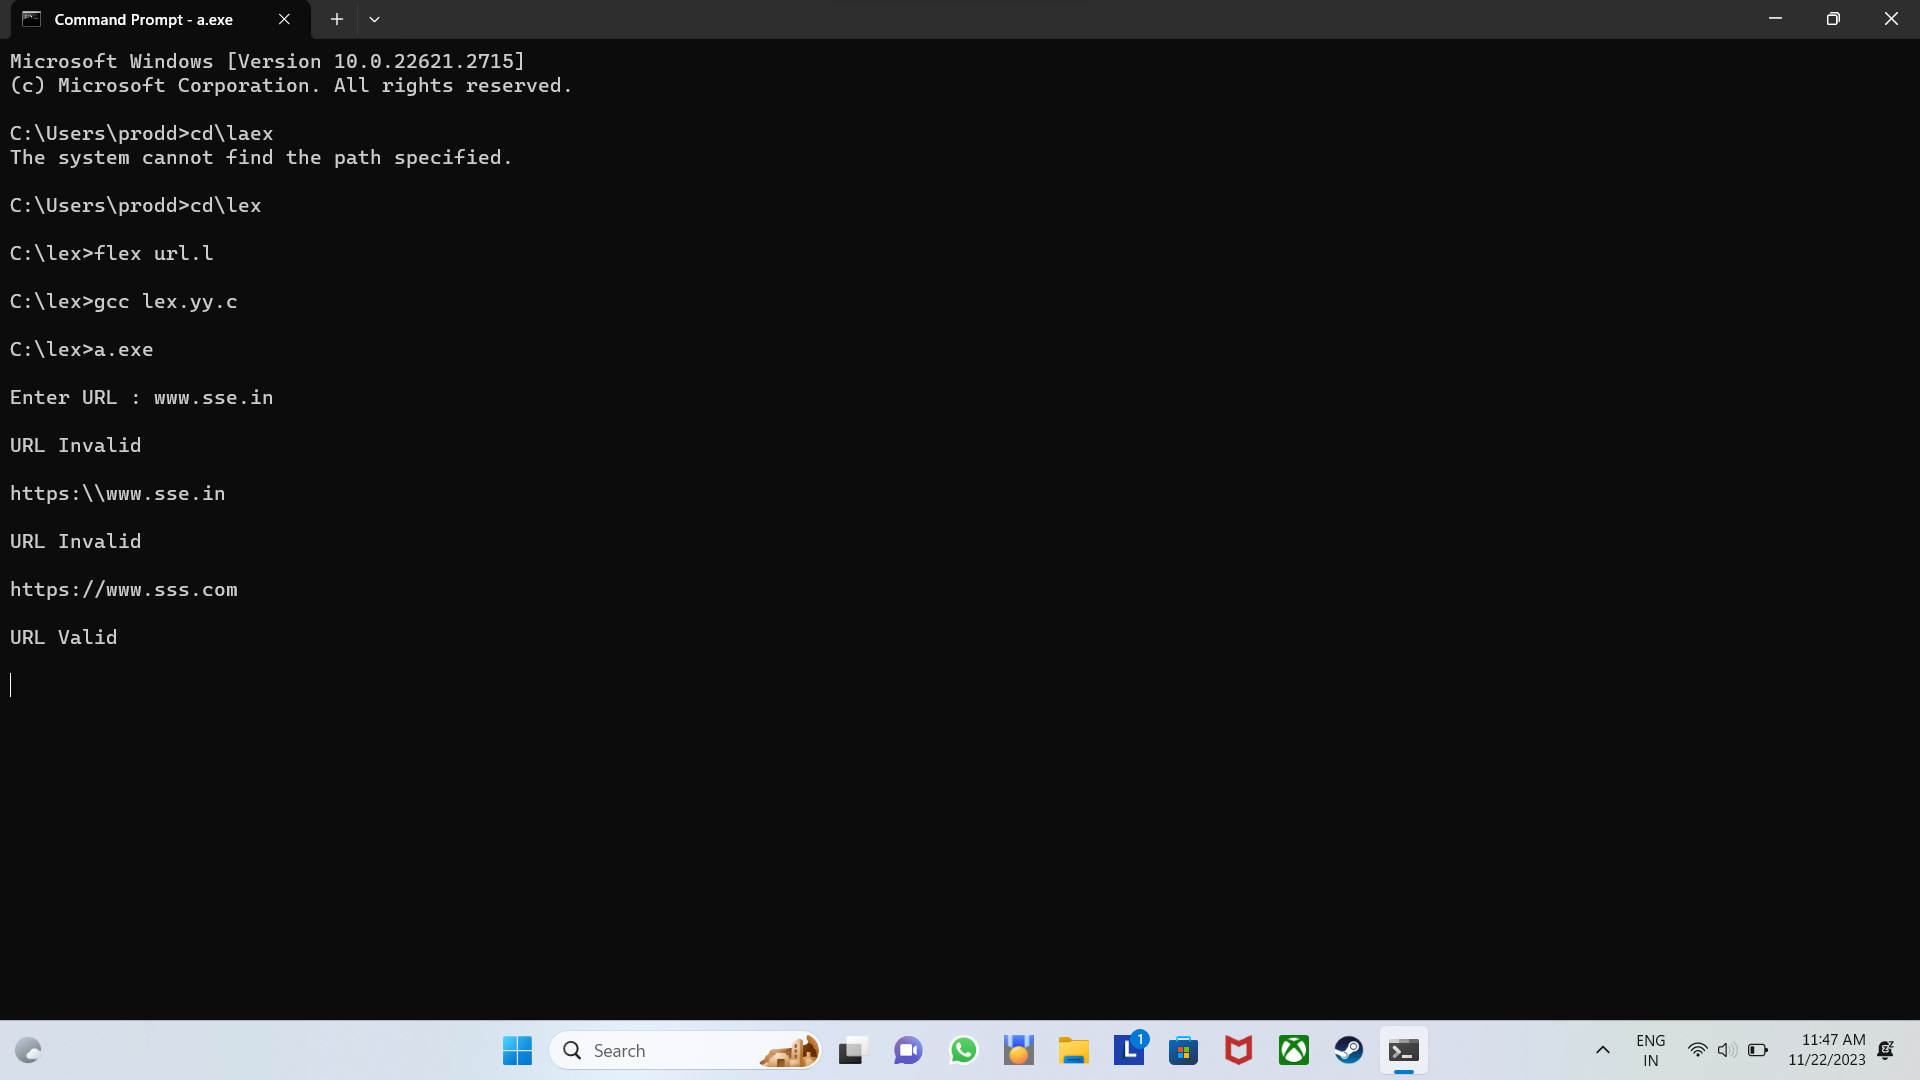 Command Prompt - a.exe
Microsoft Windows [Version 10.0.22621.2715]
(c) Microsoft Corporation. All rights reserved.
C:\Users\prodd>cd\laex
The system cannot find the path specified.
C:\Users\prodd>cd\lex
C:\lex>flex url.l
C:\lex>gcc lex.yy.c
C:\lex>a.exe
Enter URL : www.sse.in
URL Invalid
https:\\www.sse.in
URL Invalid
https://www.sss.com
URL Valid
Search
L
1
ENG
IN
11:47 AM
11/22/2023